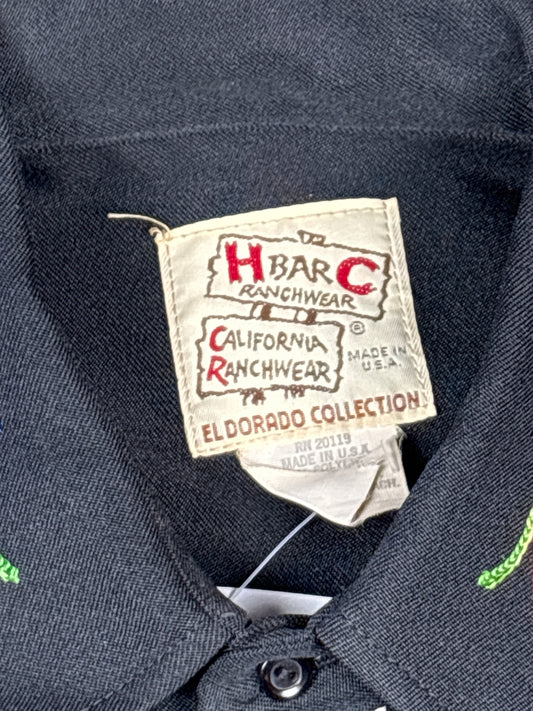 H BAR C
RANCHWEAR
CALIFORNIA
RANCHWEAR
®
MADE IN
U.S.A.
EL DORADO COLLECTION
RN 20119
MADE IN U.S.A.